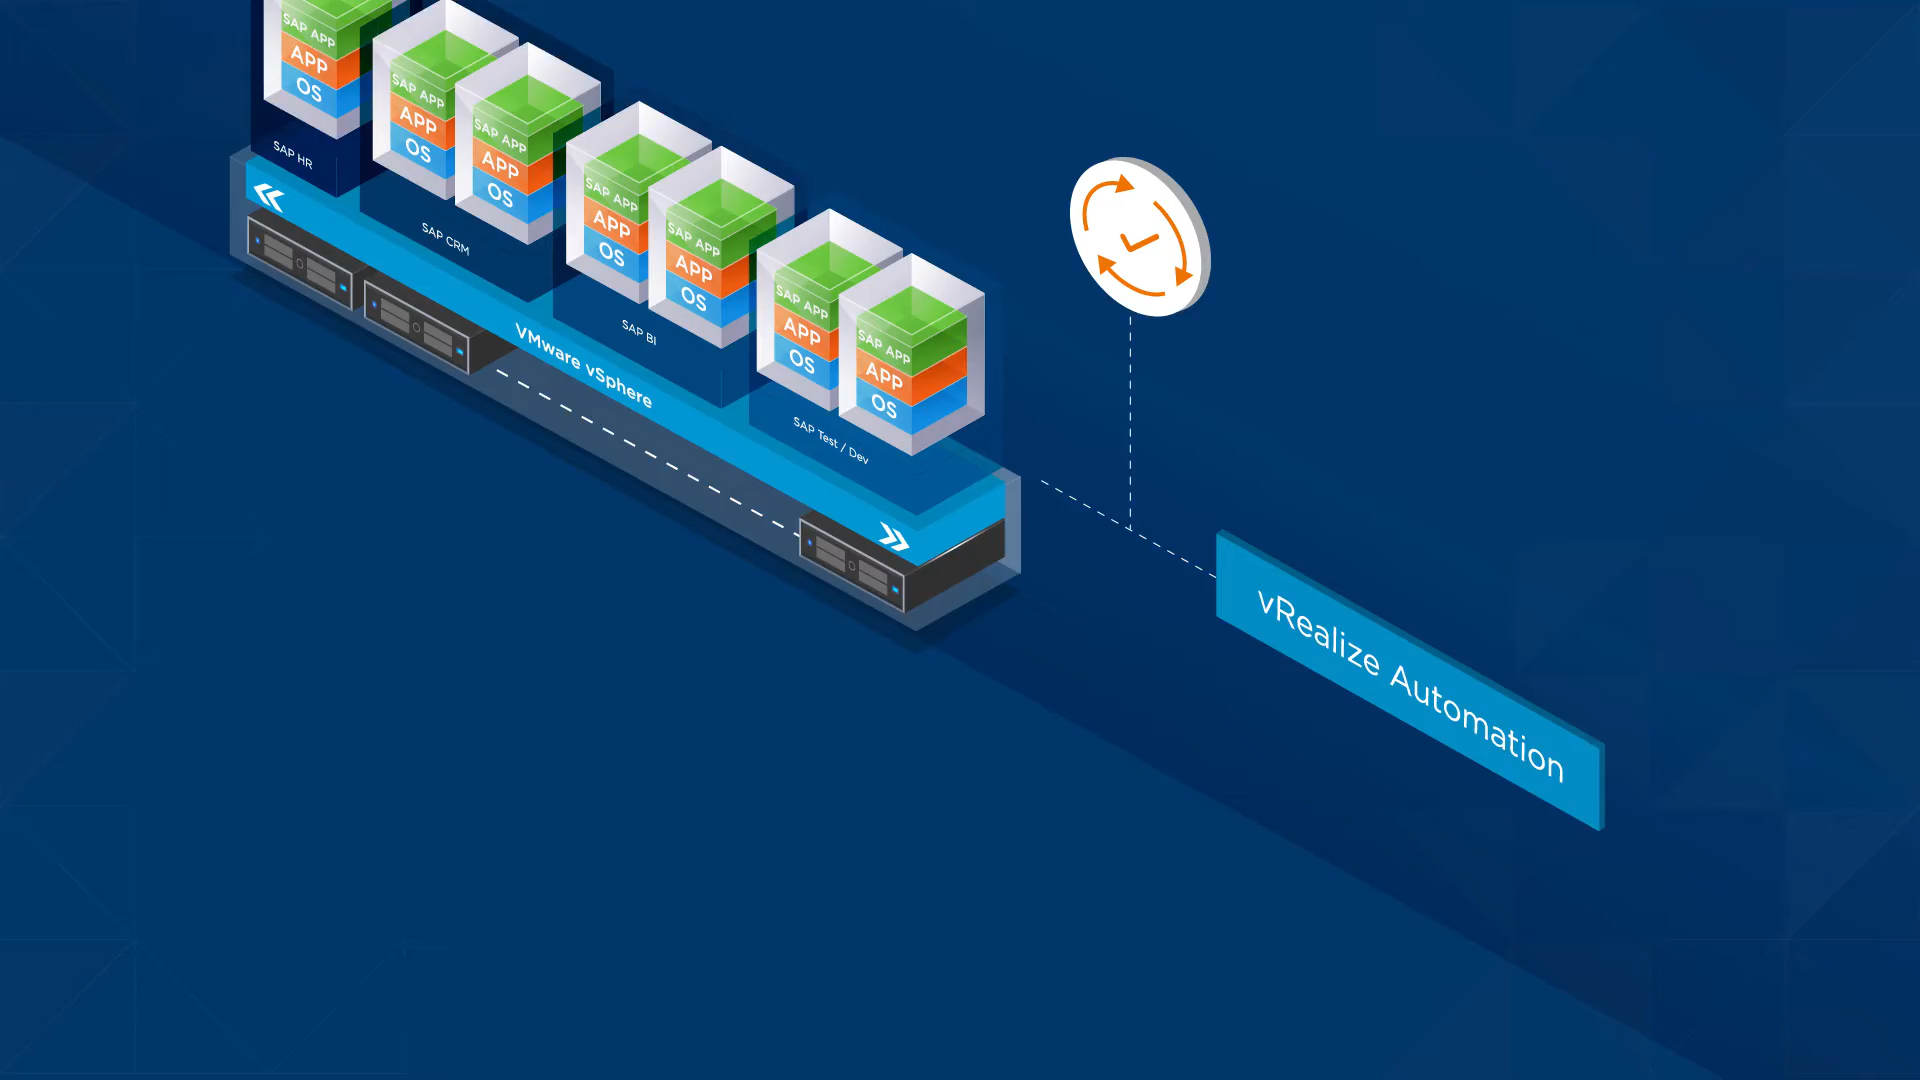 SAP APP
APP
OS
SAP HR
SAP APP
APP
OS
SAP APP
APP
OS
SAP CRM
SAP APP
APP
OS
SAP APP
APP
OS
SAP BI
SAP APP
APP
OS
SAP APP
APP
OS
SAP Test / Dev
VMware vSphere
vRealize Automation